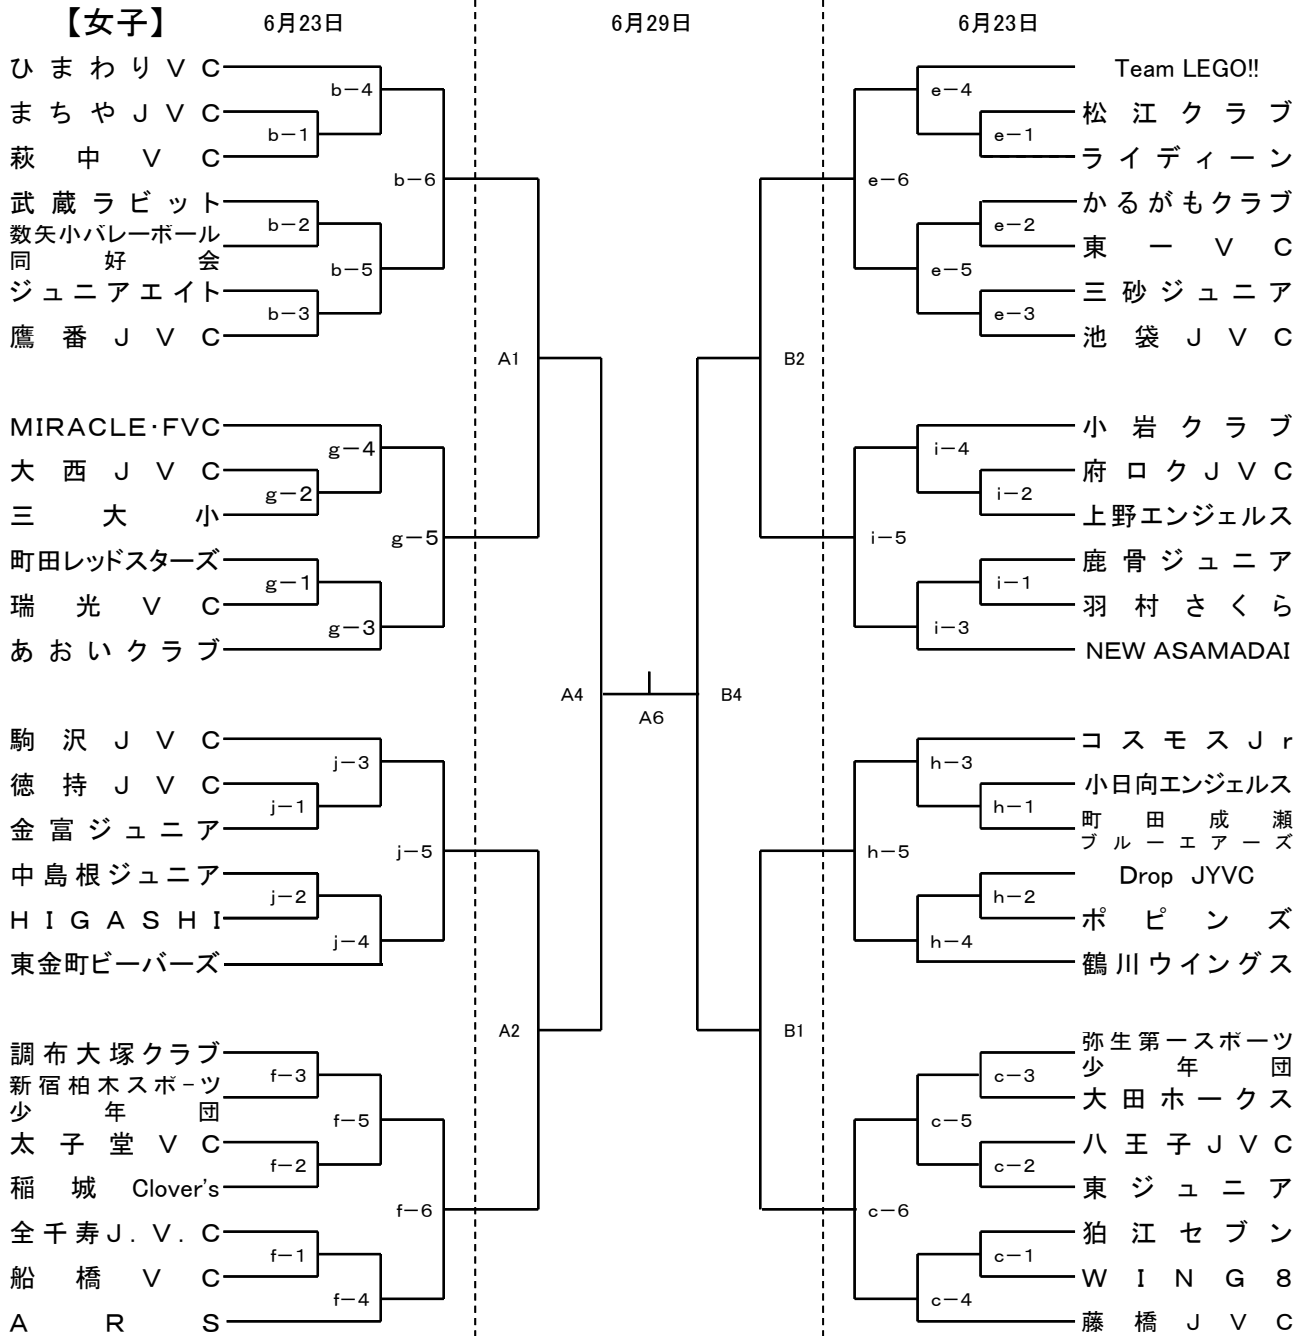 【女子】 6月23日 6月29日 6月23日
ひまわりVC
b-4
まちやJVC
b-1
萩中VC
b-6
武蔵ラビット
b-2
数矢小バレーボール
同好会
b-5
ジュニアエイト
b-3
鷹番JVC
A1
MIRACLE・FVC
g-4
大西JVC
g-2
三大小
g-5
町田レッドスターズ
g-1
瑞光VC
g-3
あおいクラブ
A4
駒沢JVC
j-3
徳持JVC
j-1
金富ジュニア
j-5
中島根ジュニア
j-2
HIGASHI
j-4
東金町ビーバーズ
A2
調布大塚クラブ
f-3
新宿柏木スポーツ
少年団
f-5
太子堂VC
f-2
稲城 Clover's
f-6
全千寿J.V.C
f-1
船橋VC
f-4
ARS
A6
Team LEGO!!
e-4
松江クラブ
e-1
ライディーン
e-6
かるがもクラブ
e-2
東一VC
e-5
三砂ジュニア
e-3
池袋JVC
B2
小岩クラブ
i-4
府ロクJVC
i-2
上野エンジェルス
i-5
鹿骨ジュニア
i-1
羽村さくら
i-3
NEW ASAMADAI
B4
コスモスJr
h-3
小日向エンジェルス
h-1
町田成瀬
ブルーエアーズ
h-5
Drop JYVC
h-2
ポピンズ
h-4
鶴川ウイングス
B1
弥生第一スポーツ
少年団
c-3
大田ホークス
c-5
八王子JVC
c-2
東ジュニア
c-6
狛江セブン
c-1
WING8
c-4
藤橋JVC